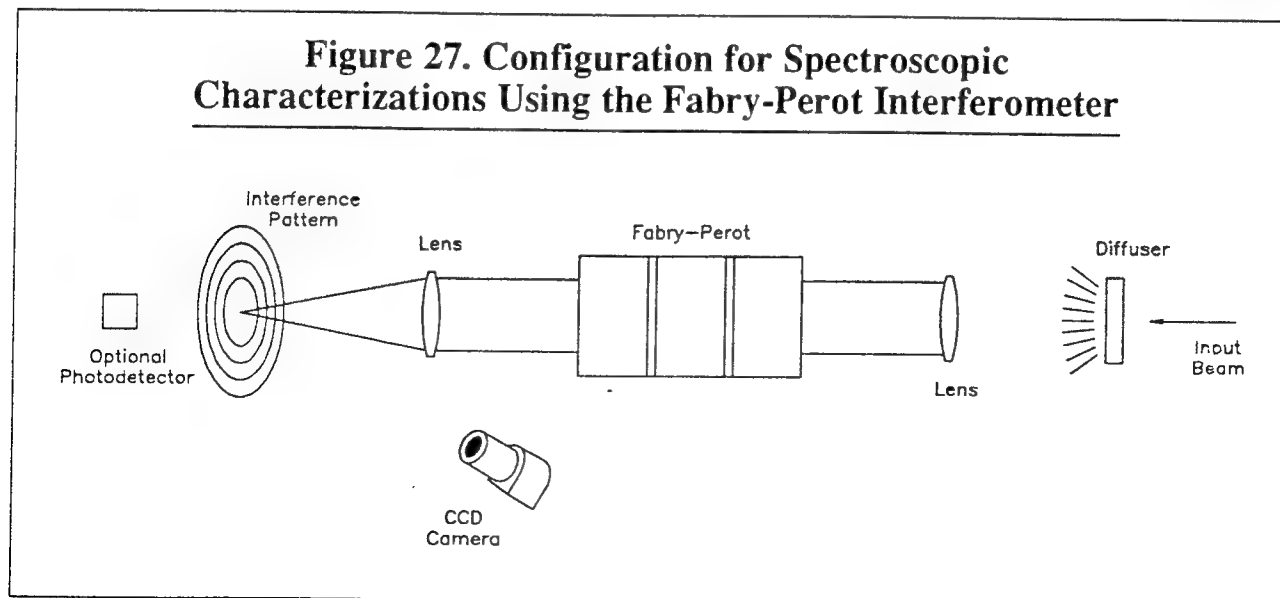 Figure 27. Configuration for Spectroscopic
Characterizations Using the Fabry-Perot Interferometer
Interference
Pattern
Lens
Fabry-Perot
Diffuser
Optional
Photodetector
Input
Beam
Lens
CCD
Camera